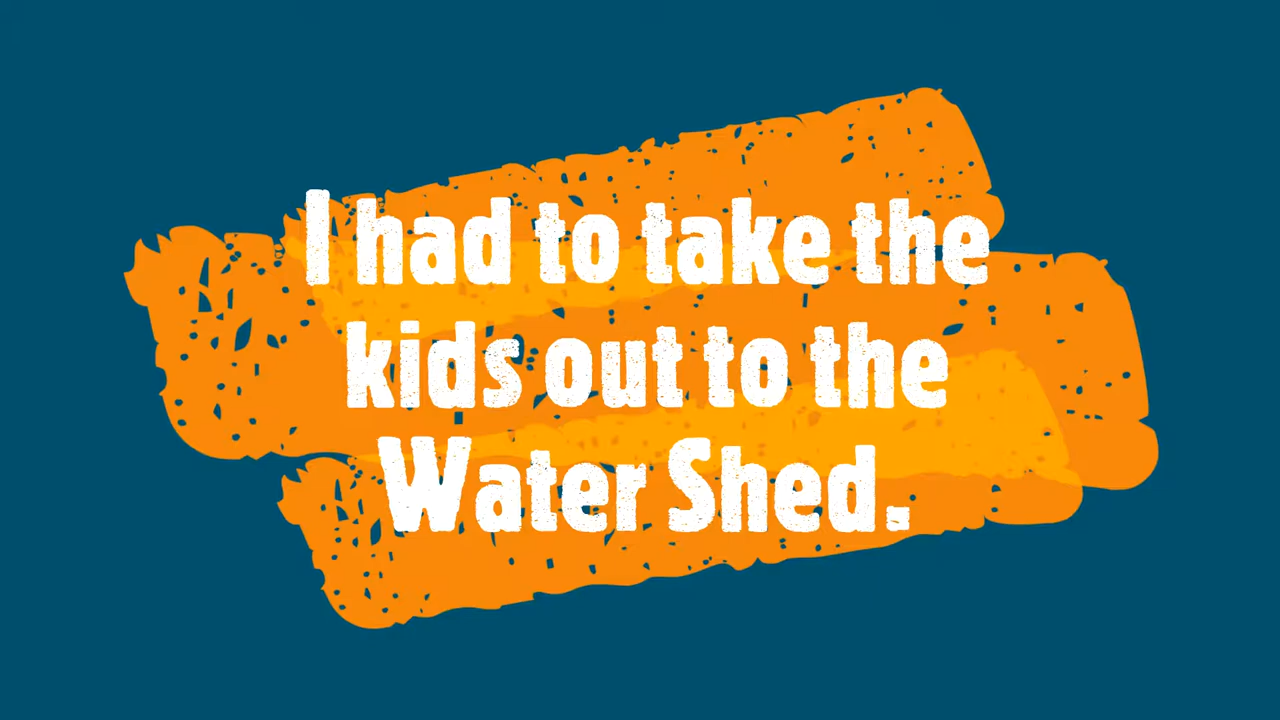 I had to take the
kids out to the
Water Shed.